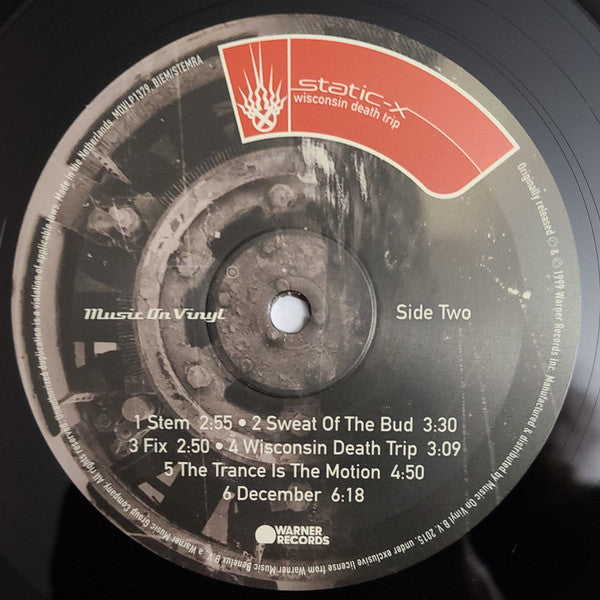 static-x
wisconsin death trip
Music On Vinyl
Side Two
1 Stem 2:55 • 2 Sweat Of The Bud 3:30
3 Fix 2:50 • 4 Wisconsin Death Trip 3:09
5 The Trance Is The Motion 4:50
6 December 6:18
WARNER
RECORDS
Originally released ℗ & © 1999 Warner Records Inc. Manufactured & distributed by Music On Vinyl B.V. 2015, under exclusive license from Warner Music Benelux B.V. a Warner Music Group Company. All rights reserved. Unauthorized duplication is a violation of applicable laws. Made in the Netherlands. MOVLP1379 BIEM/STEMRA